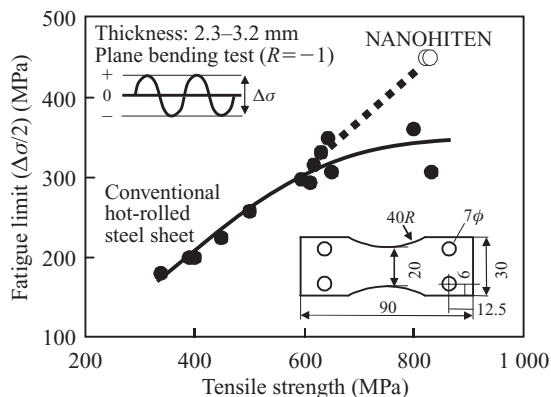 Thickness: 2.3–3.2 mm
Plane bending test (R=−1)
NANOHITEN
+
0
−
Δσ
Conventional
hot-rolled
steel sheet
40R
7ϕ
20
6
30
90
12.5
500
400
300
200
100
200
400
600
800
1 000
Fatigue limit (Δσ/2) (MPa)
Tensile strength (MPa)